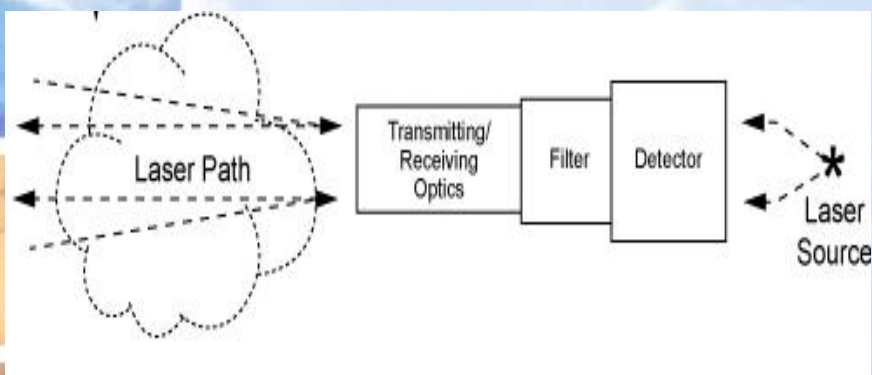 Laser Path
Transmitting/
Receiving
Optics
Filter
Detector
Laser
Source